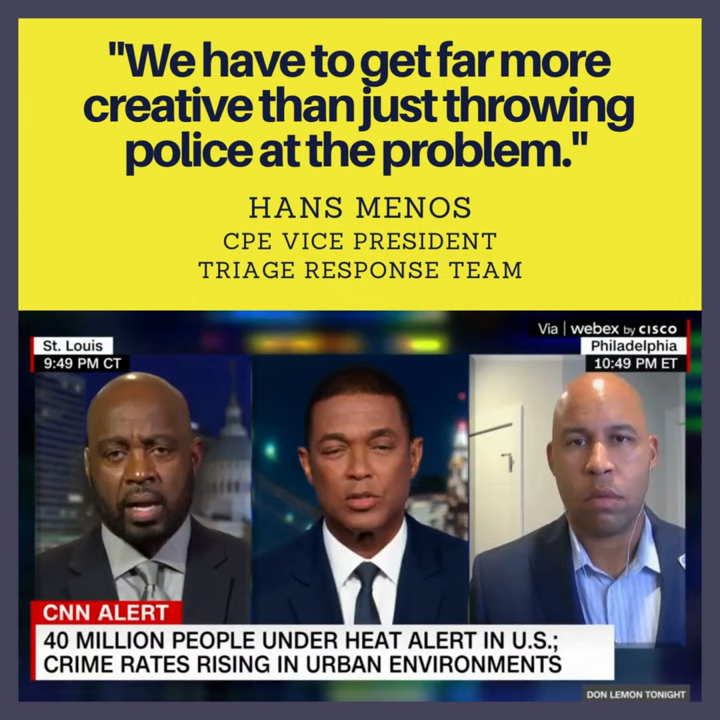 "We have to get far more
creative than just throwing
police at the problem."
HANS MENOS
CPE VICE PRESIDENT
TRIAGE RESPONSE TEAM
Via | webex by CISCO
St. Louis
9:49 PM CT
Philadelphia
10:49 PM ET
CNN ALERT
40 MILLION PEOPLE UNDER HEAT ALERT IN U.S.;
CRIME RATES RISING IN URBAN ENVIRONMENTS
DON LEMON TONIGHT